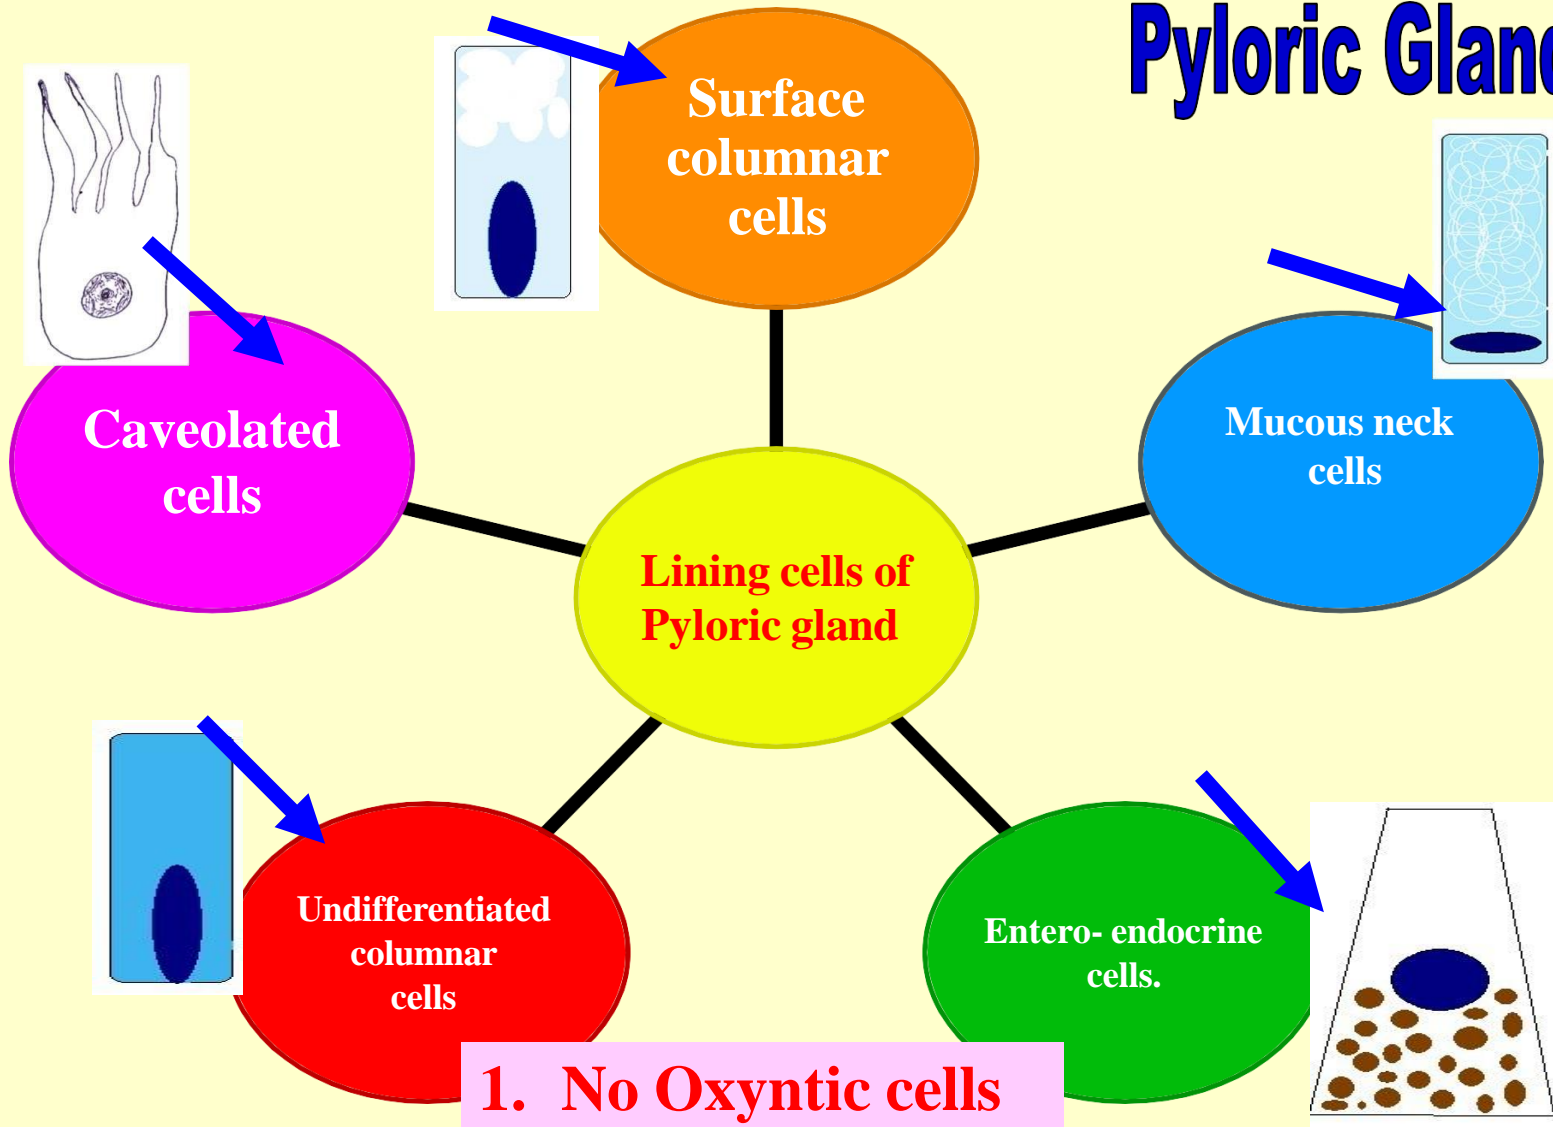 Pyloric Gland
Surface
columnar
cells
Caveolated
cells
Mucous neck
cells
Lining cells of
Pyloric gland
Undifferentiated
columnar
cells
Entero- endocrine
cells.
1. No Oxyntic cells